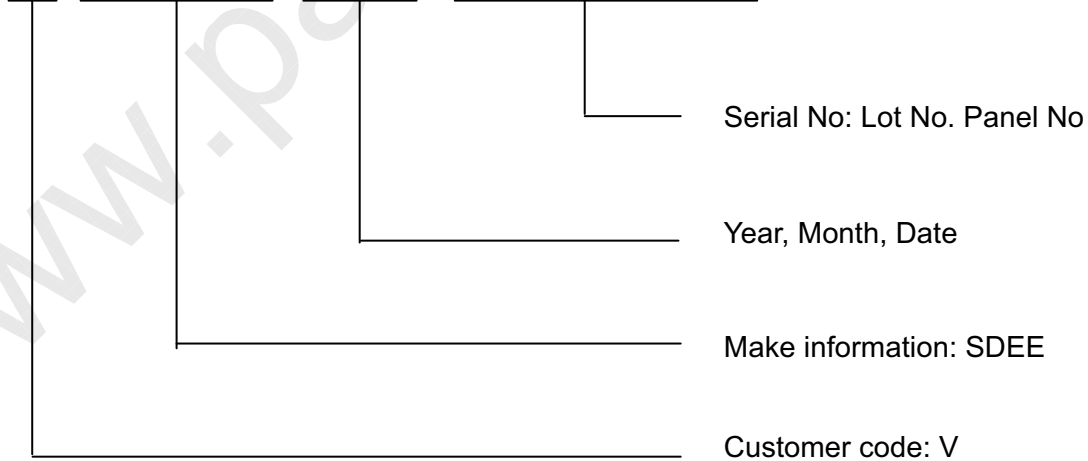 Serial No: Lot No. Panel No
Year, Month, Date
Make information: SDEE
Customer code: V